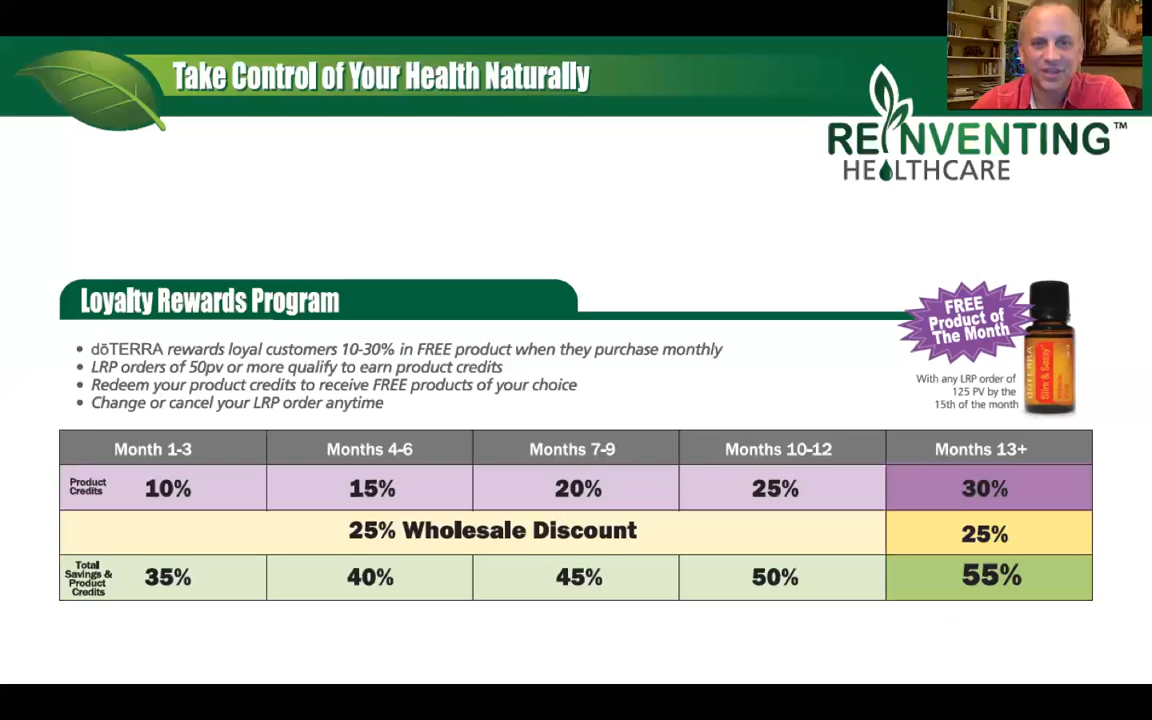 Take Control of Your Health Naturally
REINVENTING™
HEALTHCARE
Loyalty Rewards Program
FREE
Product of
The Month
• dōTERRA rewards loyal customers 10-30% in FREE product when they purchase monthly
• LRP orders of 50pv or more qualify to earn product credits
• Redeem your product credits to receive FREE products of your choice
• Change or cancel your LRP order anytime
With any LRP order of
125 PV by the
15th of the month
dōTERRA
Slim & Sassy
Month 1-3 Months 4-6 Months 7-9 Months 10-12 Months 13+
Product
Credits
10% 15% 20% 25% 30%
25% Wholesale Discount 25%
Total
Savings &
Product
Credits
35% 40% 45% 50% 55%